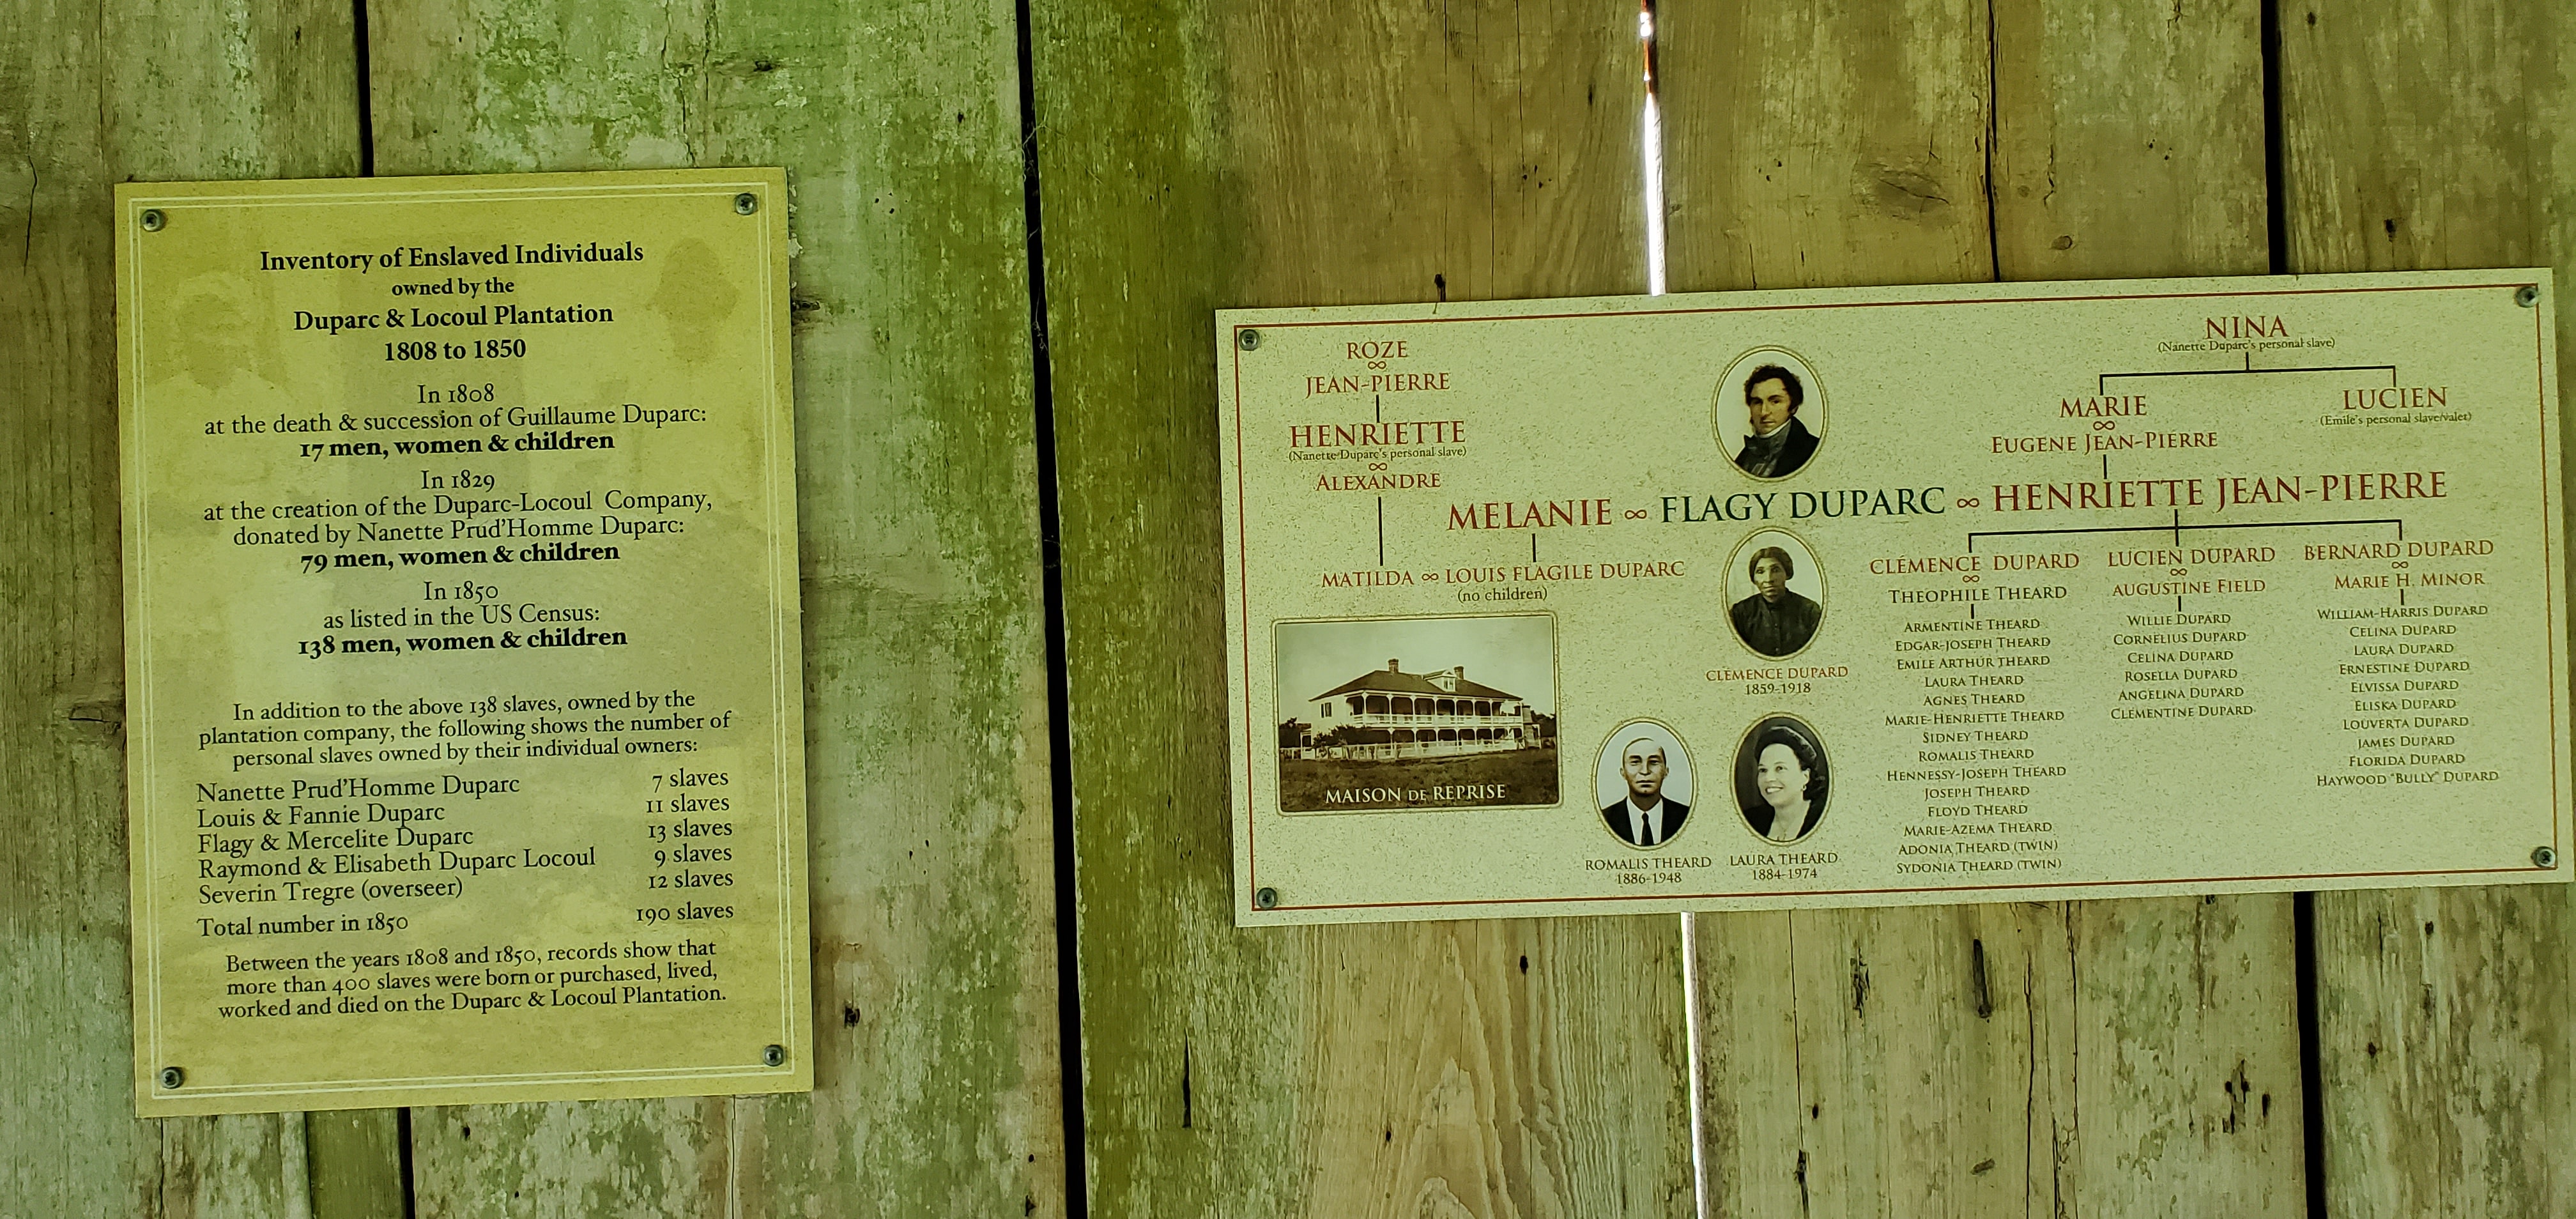 Inventory of Enslaved Individuals
owned by the
Duparc & Locoul Plantation
1808 to 1850
In 1808
at the death & succession of Guillaume Duparc:
17 men, women & children
In 1829
at the creation of the Duparc-Locoul Company,
donated by Nanette Prud'Homme Duparc:
79 men, women & children
In 1850
as listed in the US Census:
138 men, women & children
In addition to the above 138 slaves, owned by the
plantation company, the following shows the number of
personal slaves owned by their individual owners:
Nanette Prud'Homme Duparc 7 slaves
Louis & Fannie Duparc 11 slaves
Flagy & Mercelite Duparc 13 slaves
Raymond & Elisabeth Duparc Locoul 9 slaves
Severin Tregre (overseer) 12 slaves
Total number in 1850 190 slaves
Between the years 1808 and 1850, records show that
more than 400 slaves were born or purchased, lived,
worked and died on the Duparc & Locoul Plantation.
ROZE
∞
JEAN-PIERRE
HENRIETTE
(Nanette Duparc's personal slave)
∞
ALEXANDRE
NINA
(Nanette Duparc's personal slave)
MARIE
∞
EUGENE JEAN-PIERRE
LUCIEN
(Emile's personal slave/valet)
MELANIE ∞ FLAGY DUPARC ∞ HENRIETTE JEAN-PIERRE
MATILDA ∞ LOUIS FLAGILE DUPARC
(no children)
MAISON DE REPRISE
CLEMENCE DUPARD
1859-1918
ROMALIS THEARD
1886-1948
LAURA THEARD
1884-1974
CLÉMENCE DUPARD
∞
THEOPHILE THEARD
ARMENTINE THEARD
EDGAR-JOSEPH THEARD
EMILE ARTHUR THEARD
LAURA THEARD
AGNES THEARD
MARIE-HENRIETTE THEARD
SIDNEY THEARD
ROMALIS THEARD
HENNESSY-JOSEPH THEARD
JOSEPH THEARD
FLOYD THEARD
MARIE-AZEMA THEARD
ADONIA THEARD (TWIN)
SYDONIA THEARD (TWIN)
LUCIEN DUPARD
∞
AUGUSTINE FIELD
WILLIE DUPARD
CORNELIUS DUPARD
CELINA DUPARD
ROSELLA DUPARD
ANGELINA DUPARD
CLEMENTINE DUPARD
BERNARD DUPARD
∞
MARIE H. MINOR
WILLIAM-HARRIS DUPARD
CELINA DUPARD
LAURA DUPARD
ERNESTINE DUPARD
ELVISSA DUPARD
ELISKA DUPARD
LOUVERTA DUPARD
JAMES DUPARD
FLORIDA DUPARD
HAYWOOD "BULLY" DUPARD